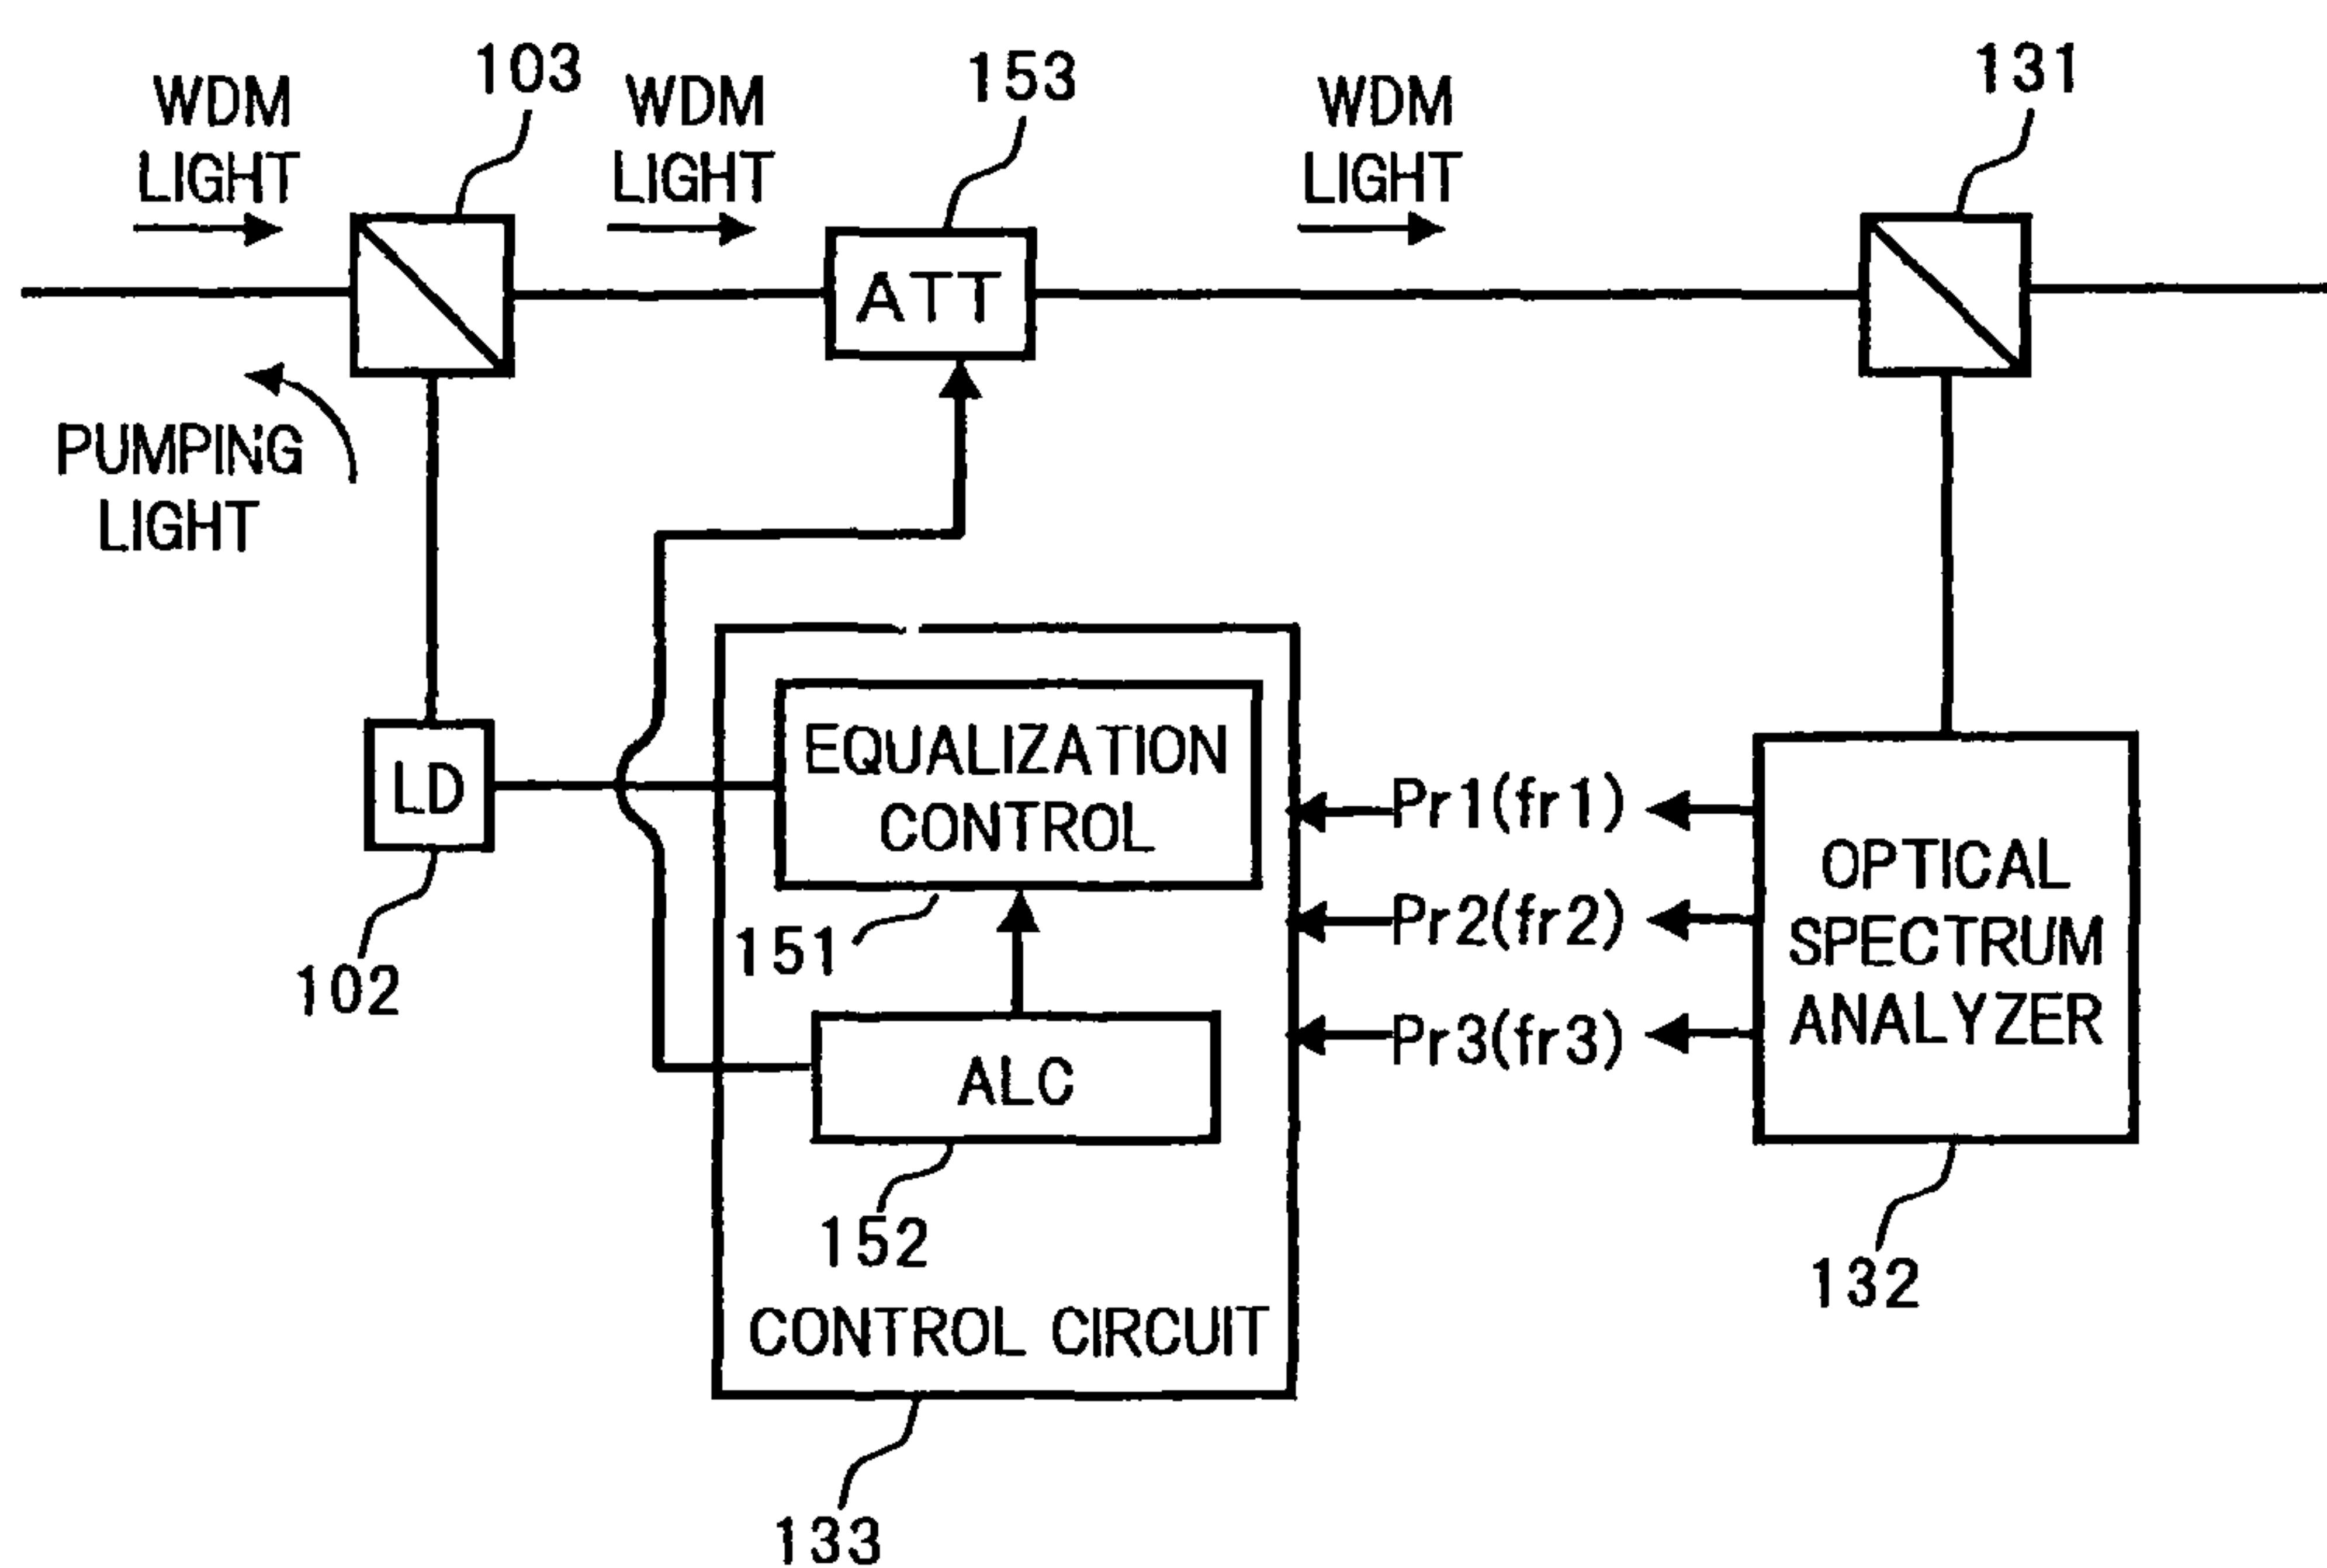 103
153
131
WDM
LIGHT
WDM
LIGHT
WDM
LIGHT
ATT
PUMPING
LIGHT
EQUALIZATION
CONTROL
LD
Pr1(fr1)
Pr2(fr2)
Pr3(fr3)
OPTICAL
SPECTRUM
ANALYZER
151
102
ALC
152
132
CONTROL CIRCUIT
133